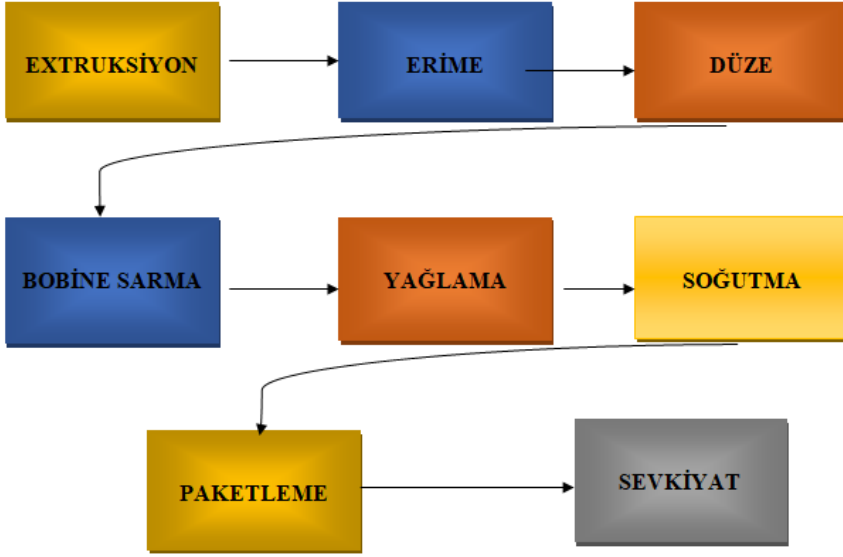 EXTRUKSİYON
ERİME
DÜZE
BOBİNE SARMA
YAĞLAMA
SOĞUTMA
PAKETLEME
SEVKİYAT